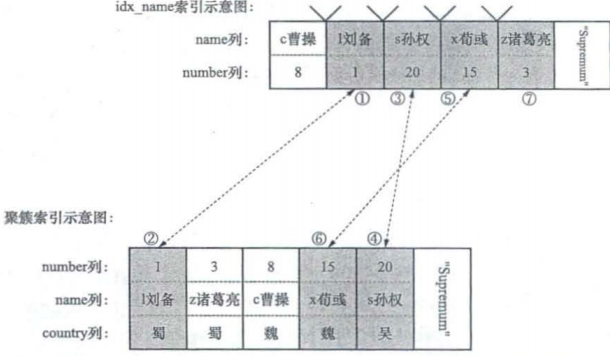 idx_name索引示意图:
name列: c曹操 l刘备 s孙权 x荀彧 z诸葛亮 "Supremum"
number列: 8 1 20 15 3
① ③ ⑤ ⑦
聚簇索引示意图:
② ⑥ ④
number列: 1 3 8 15 20 "Supremum"
name列: l刘备 z诸葛亮 c曹操 x荀彧 s孙权
country列: 蜀 蜀 魏 魏 吴